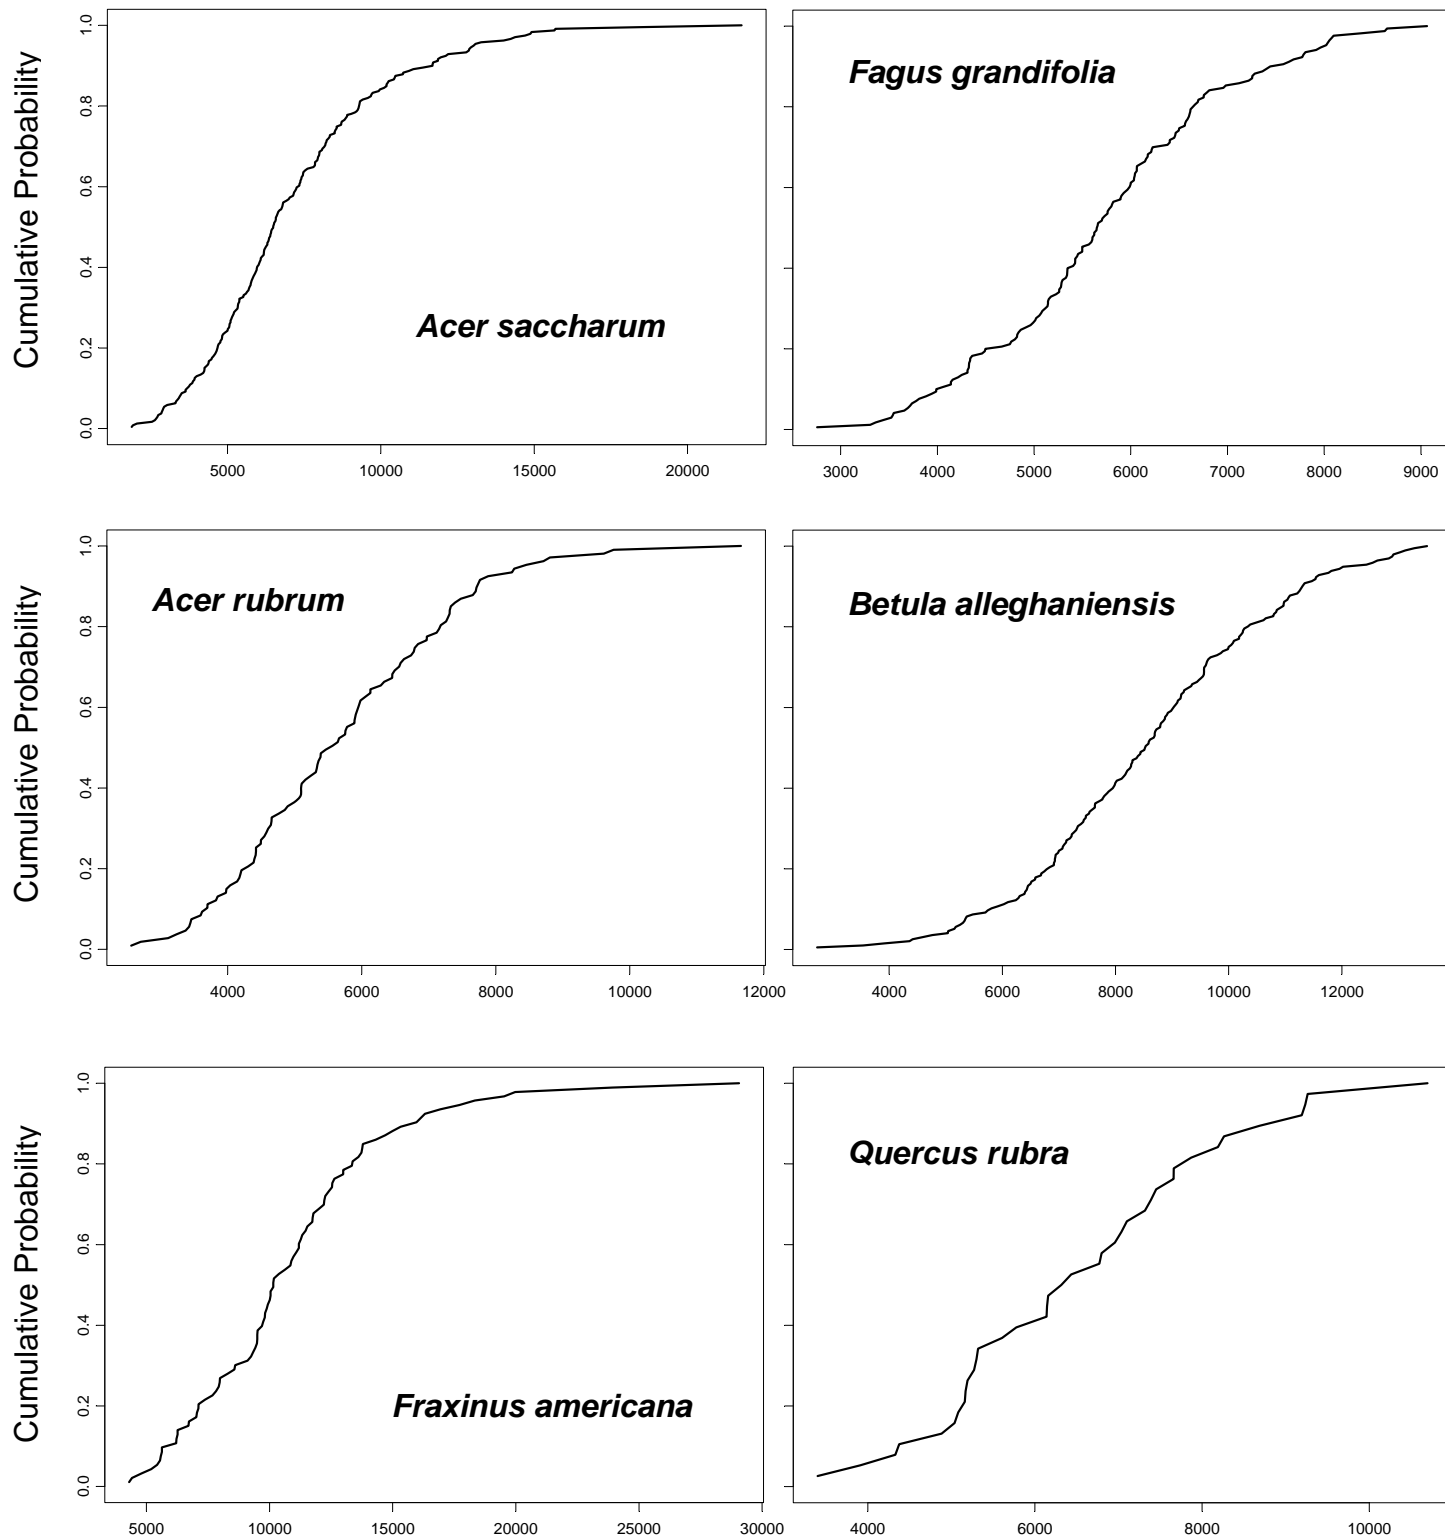 Cumulative Probability
0.0 0.2 0.4 0.6 0.8 1.0
Acer saccharum
5000 10000 15000 20000
Fagus grandifolia
3000 4000 5000 6000 7000 8000 9000
Cumulative Probability
0.0 0.2 0.4 0.6 0.8 1.0
Acer rubrum
4000 6000 8000 10000 12000
Betula alleghaniensis
4000 6000 8000 10000 12000
Cumulative Probability
0.0 0.2 0.4 0.6 0.8 1.0
Fraxinus americana
5000 10000 15000 20000 25000 30000
Quercus rubra
4000 6000 8000 10000